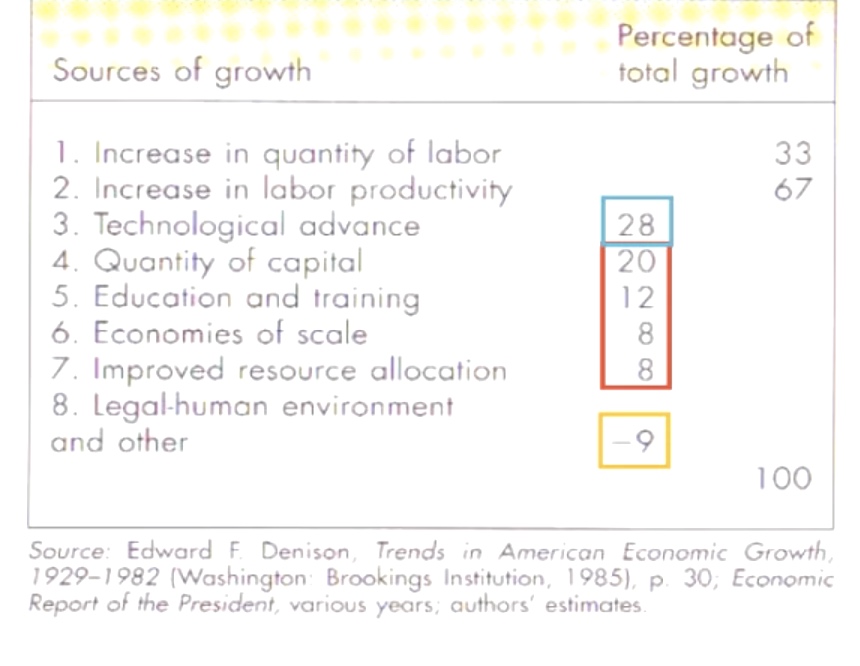 Percentage of
Sources of growth total growth
1. Increase in quantity of labor 33
2. Increase in labor productivity 67
3. Technological advance 28
4. Quantity of capital 20
5. Education and training 12
6. Economies of scale 8
7. Improved resource allocation 8
8. Legal-human environment
and other −9
100
Source: Edward F. Denison, Trends in American Economic Growth,
1929–1982 (Washington: Brookings Institution, 1985), p. 30; Economic
Report of the President, various years; authors' estimates.